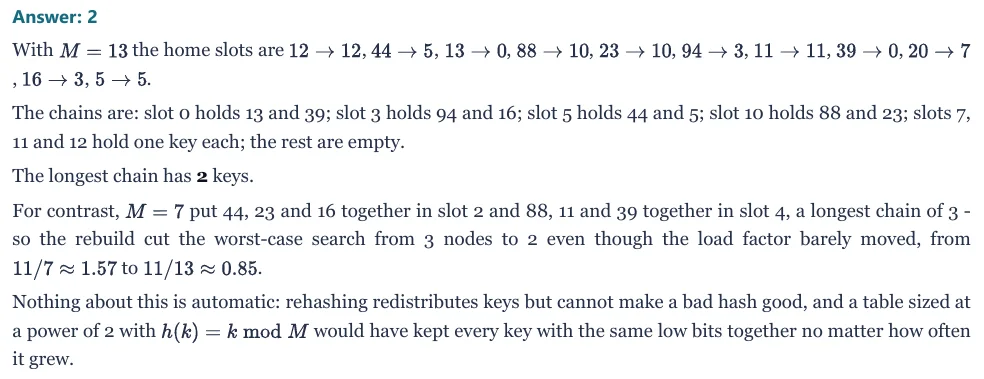 Answer: 2
With M = 13 the home slots are 12 → 12, 44 → 5, 13 → 0, 88 → 10, 23 → 10, 94 → 3, 11 → 11, 39 → 0, 20 → 7
, 16 → 3, 5 → 5.
The chains are: slot 0 holds 13 and 39; slot 3 holds 94 and 16; slot 5 holds 44 and 5; slot 10 holds 88 and 23; slots 7,
11 and 12 hold one key each; the rest are empty.
The longest chain has 2 keys.
For contrast, M = 7 put 44, 23 and 16 together in slot 2 and 88, 11 and 39 together in slot 4, a longest chain of 3 -
so the rebuild cut the worst-case search from 3 nodes to 2 even though the load factor barely moved, from
11/7 ≈ 1.57 to 11/13 ≈ 0.85.
Nothing about this is automatic: rehashing redistributes keys but cannot make a bad hash good, and a table sized at
a power of 2 with h(k) = k mod M would have kept every key with the same low bits together no matter how often
it grew.